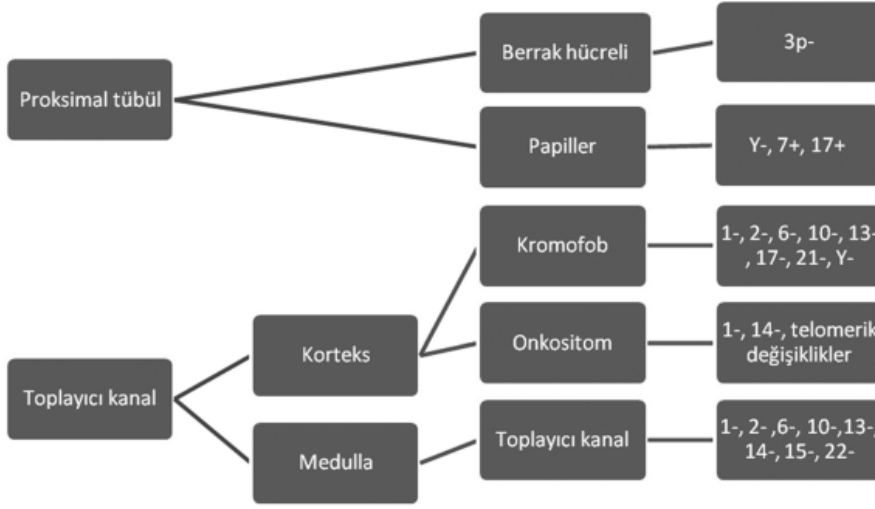 Proksimal tübül
Berrak hücreli
3p-
Papiller
Y-, 7+, 17+
Toplayıcı kanal
Korteks
Kromofob
1-, 2-, 6-, 10-, 13-
, 17-, 21-, Y-
Onkositom
1-, 14-, telomerik
değişiklikler
Medulla
Toplayıcı kanal
1-, 2- ,6-, 10-,13-,
14-, 15-, 22-